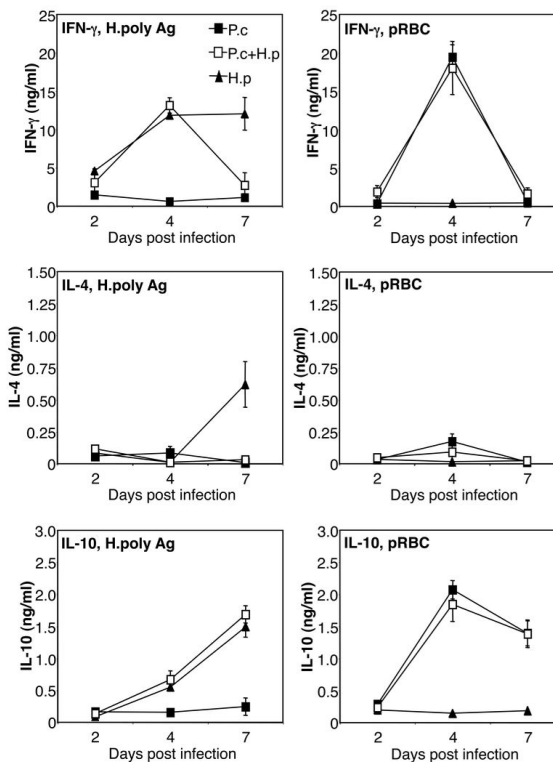 IFN-γ, H.poly Ag
P.c
P.c+H.p
H.p
IFN-γ (ng/ml)
25
20
15
10
5
0
2 4 7
Days post infection
IFN-γ, pRBC
IFN-γ (ng/ml)
25
20
15
10
5
0
2 4 7
Days post infection
IL-4, H.poly Ag
IL-4 (ng/ml)
1.50
1.25
1.00
0.75
0.50
0.25
0
2 4 7
Days post infection
IL-4, pRBC
IL-4 (ng/ml)
1.50
1.25
1.00
0.75
0.50
0.25
0
2 4 7
Days post infection
IL-10, H.poly Ag
IL-10 (ng/ml)
3.0
2.5
2.0
1.5
1.0
0.5
0
2 4 7
Days post infection
IL-10, pRBC
IL-10 (ng/ml)
3.0
2.5
2.0
1.5
1.0
0.5
0
2 4 7
Days post infection